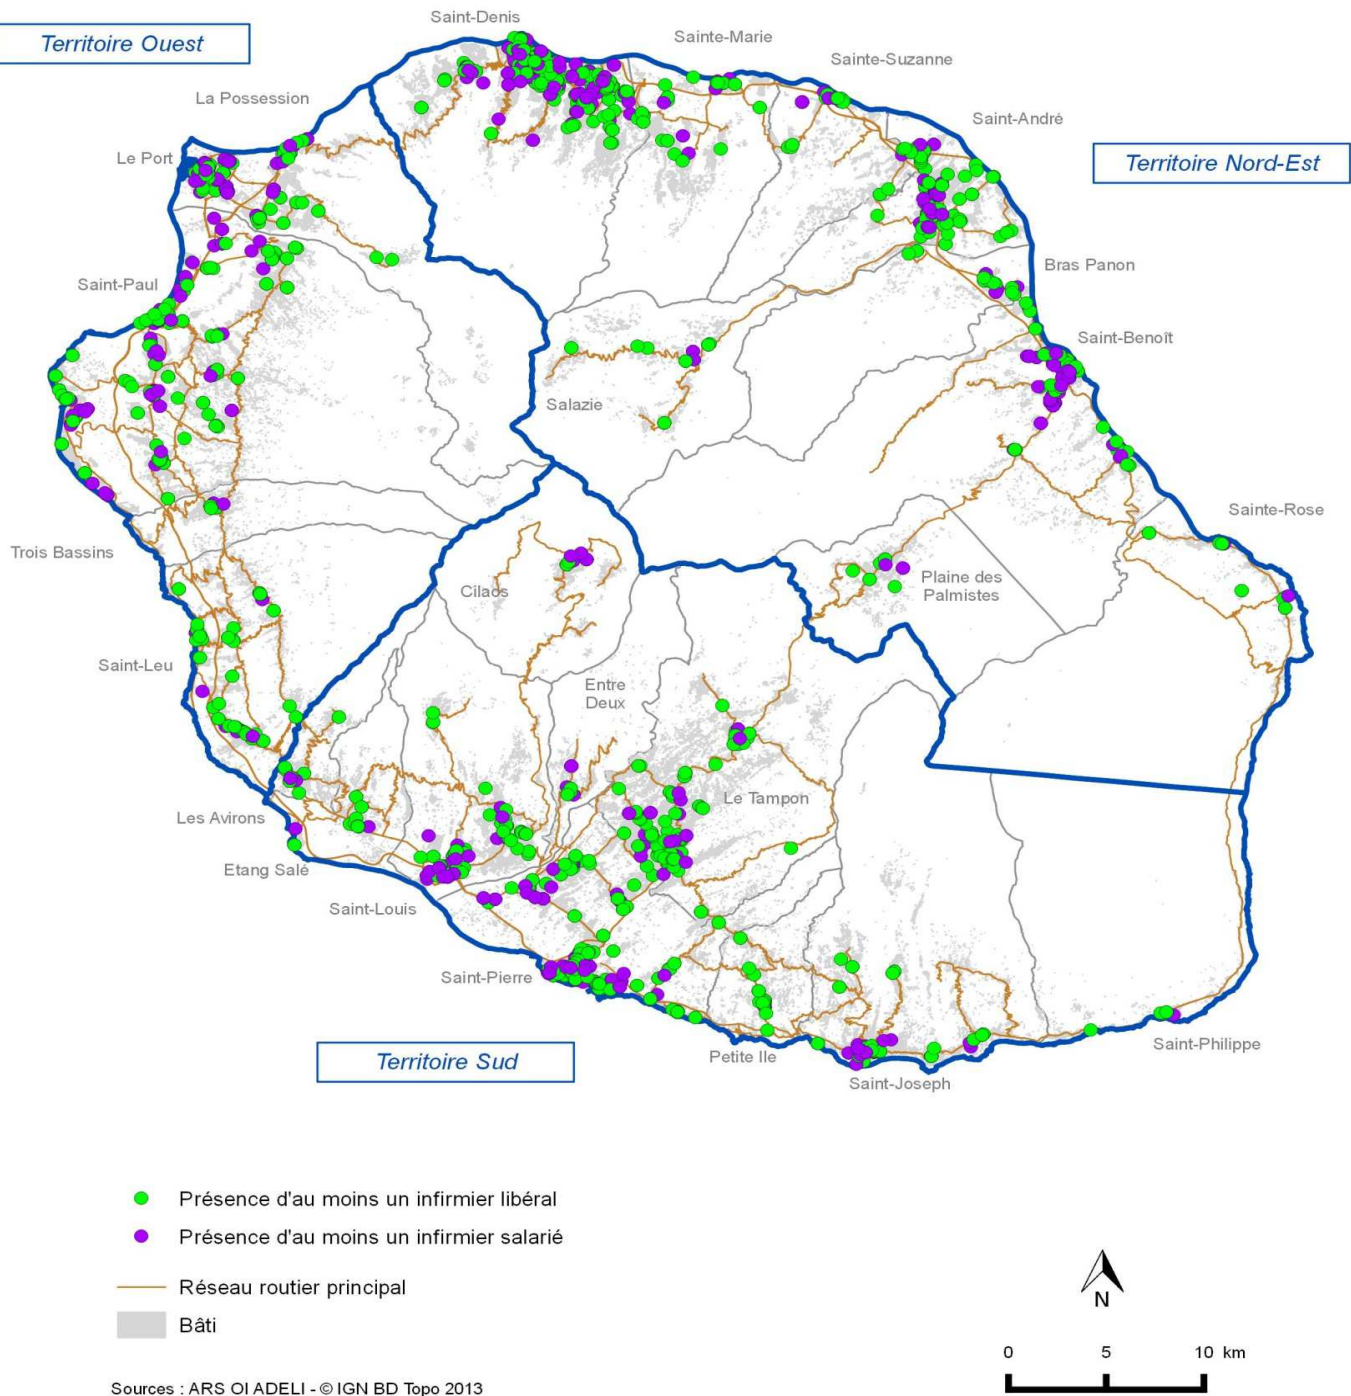 Saint-Denis
Territoire Ouest
Sainte-Marie
Sainte-Suzanne
La Possession
Saint-André
Le Port
Territoire Nord-Est
Bras Panon
Saint-Paul
Saint-Benoît
Salazie
Sainte-Rose
Trois Bassins
Cilaos
Plaine des
Palmistes
Saint-Leu
Entre
Deux
Le Tampon
Les Avirons
Etang Salé
Saint-Louis
Saint-Pierre
Saint-Philippe
Petite Ile
Territoire Sud
Saint-Joseph
Présence d'au moins un infirmier libéral
Présence d'au moins un infirmier salarié
Réseau routier principal
Bâti
N
0 5 10 km
Sources : ARS OI ADELI - © IGN BD Topo 2013